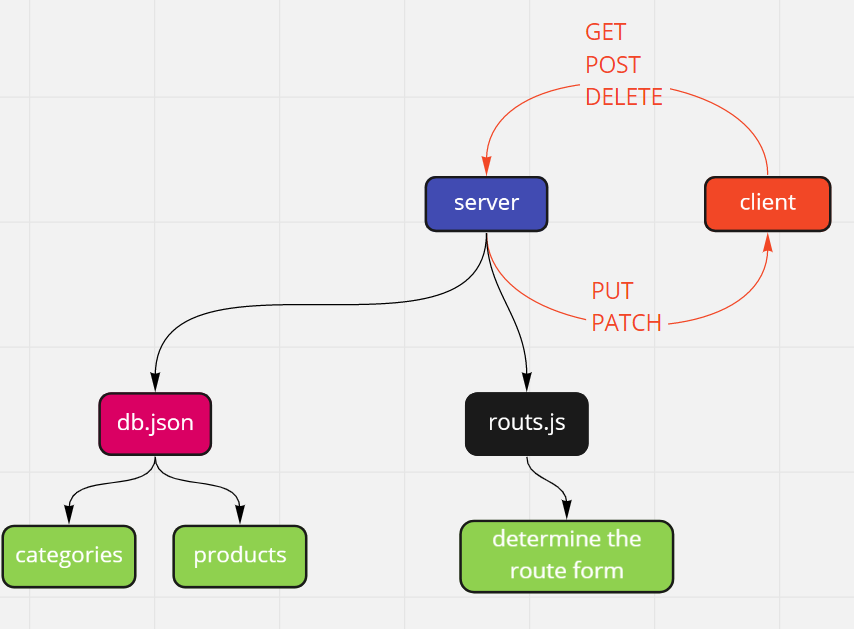 GET
POST
DELETE
server
client
PUT
PATCH
db.json
routs.js
categories
products
determine the
route form